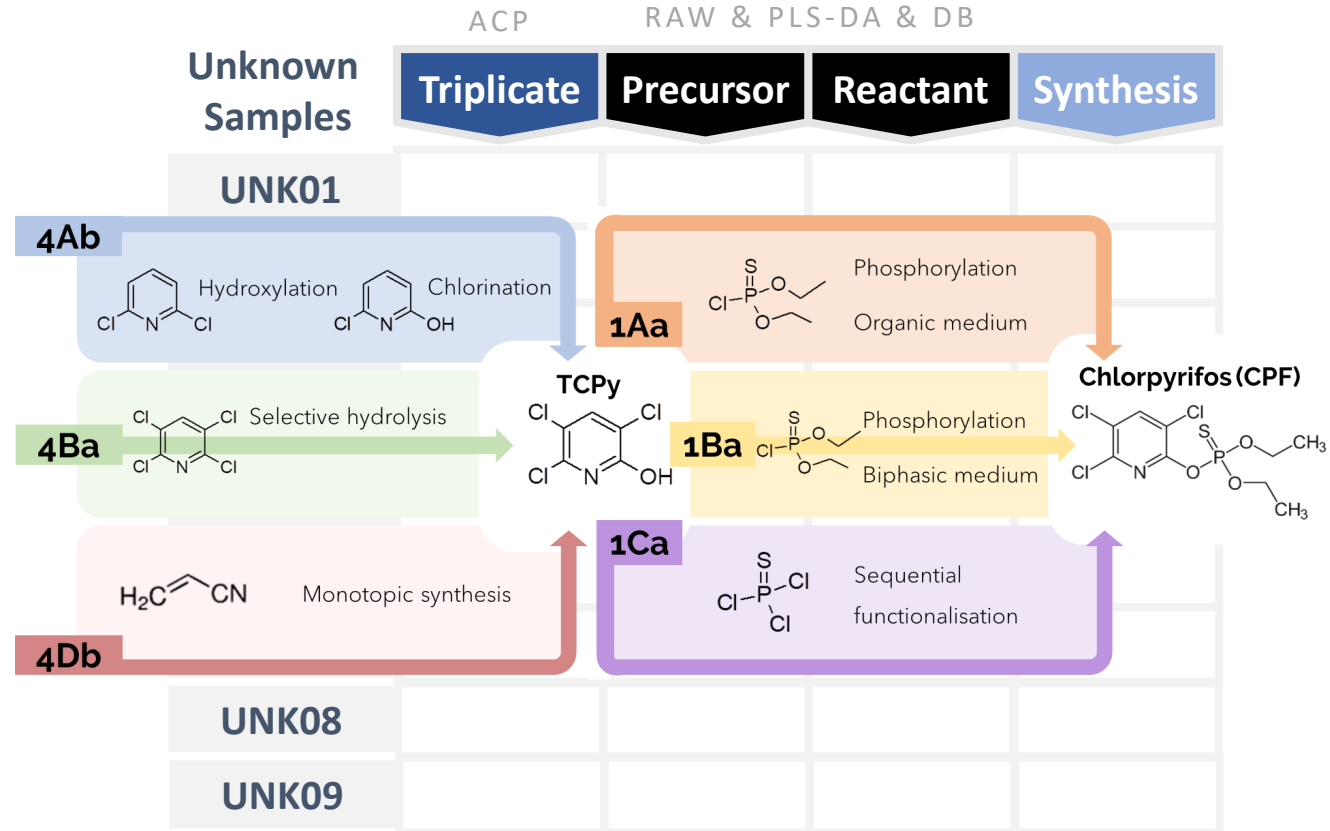 ACP
RAW & PLS-DA & DB
Unknown
Samples
Triplicate
Precursor
Reactant
Synthesis
UNK01
4Ab
Cl
N
Cl
Hydroxylation
Cl
N
OH
Chlorination
1Aa
S
Cl
P
O
O
Phosphorylation
Organic medium
4Ba
Cl
Cl
Cl
N
Cl
Selective hydrolysis
TCPy
Cl
Cl
Cl
N
OH
1Ba
S
Cl
P
O
O
Phosphorylation
Biphasic medium
Chlorpyrifos (CPF)
Cl
Cl
Cl
N
O
S
P
O
CH3
O
CH3
4Db
H2C
CN
Monotopic synthesis
1Ca
S
Cl
P
Cl
Cl
Sequential
functionalisation
UNK08
UNK09